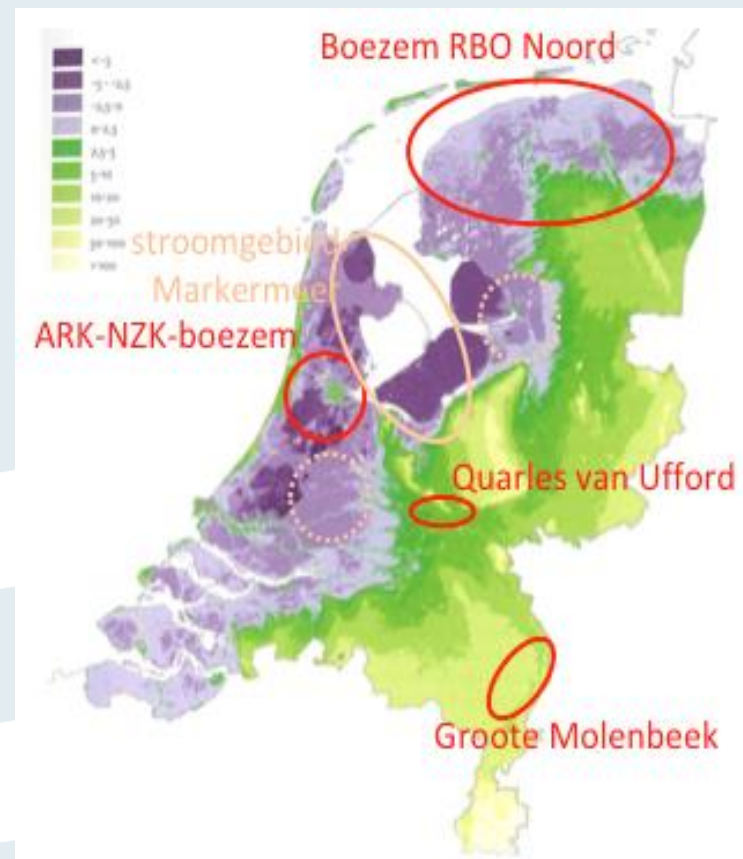 Boezem RBO Noord
stroomgebied
Markermeer
ARK-NZK-boezem
Quarles van Ufford
Groote Molenbeek